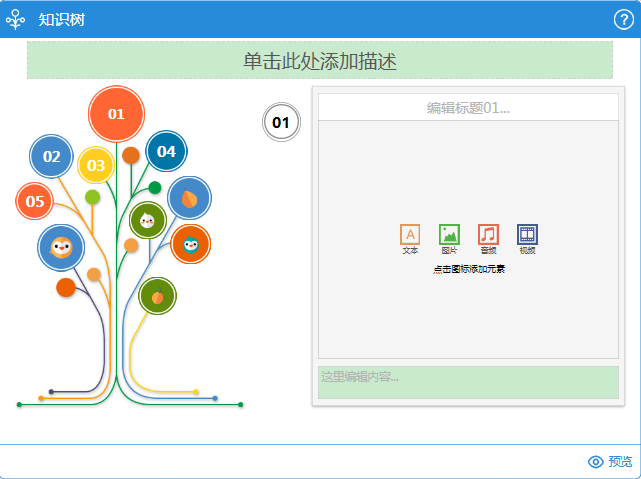 知识树
?
单击此处添加描述
01
02
03
04
05
01
编辑标题01...
文本 图片 音频 视频
点击图标添加元素
这里编辑内容...
预览